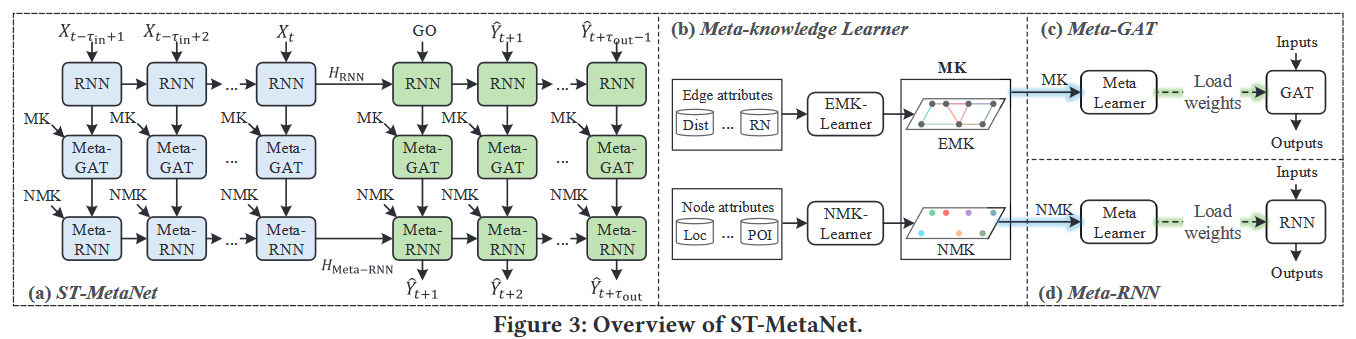 X_{t−τ_in+1} X_{t−τ_in+2} X_t GO Ŷ_{t+1} Ŷ_{t+τ_out−1}
RNN RNN ... RNN H_RNN RNN RNN ... RNN
MK MK MK MK MK MK
Meta-GAT Meta-GAT ... Meta-GAT Meta-GAT Meta-GAT ... Meta-GAT
NMK NMK NMK NMK NMK NMK
Meta-RNN Meta-RNN ... Meta-RNN Meta-RNN Meta-RNN ... Meta-RNN
H_{Meta−RNN}
Ŷ_{t+1} Ŷ_{t+2} Ŷ_{t+τ_out}
(a) ST-MetaNet
(b) Meta-knowledge Learner
MK
Edge attributes
Dist ... RN
EMK-
Learner
EMK
Node attributes
Loc ... POI
NMK-
Learner
NMK
(c) Meta-GAT
Inputs
MK
Meta
Learner
Load
weights
GAT
Outputs
Inputs
NMK
Meta
Learner
Load
weights
RNN
Outputs
(d) Meta-RNN
Figure 3: Overview of ST-MetaNet.